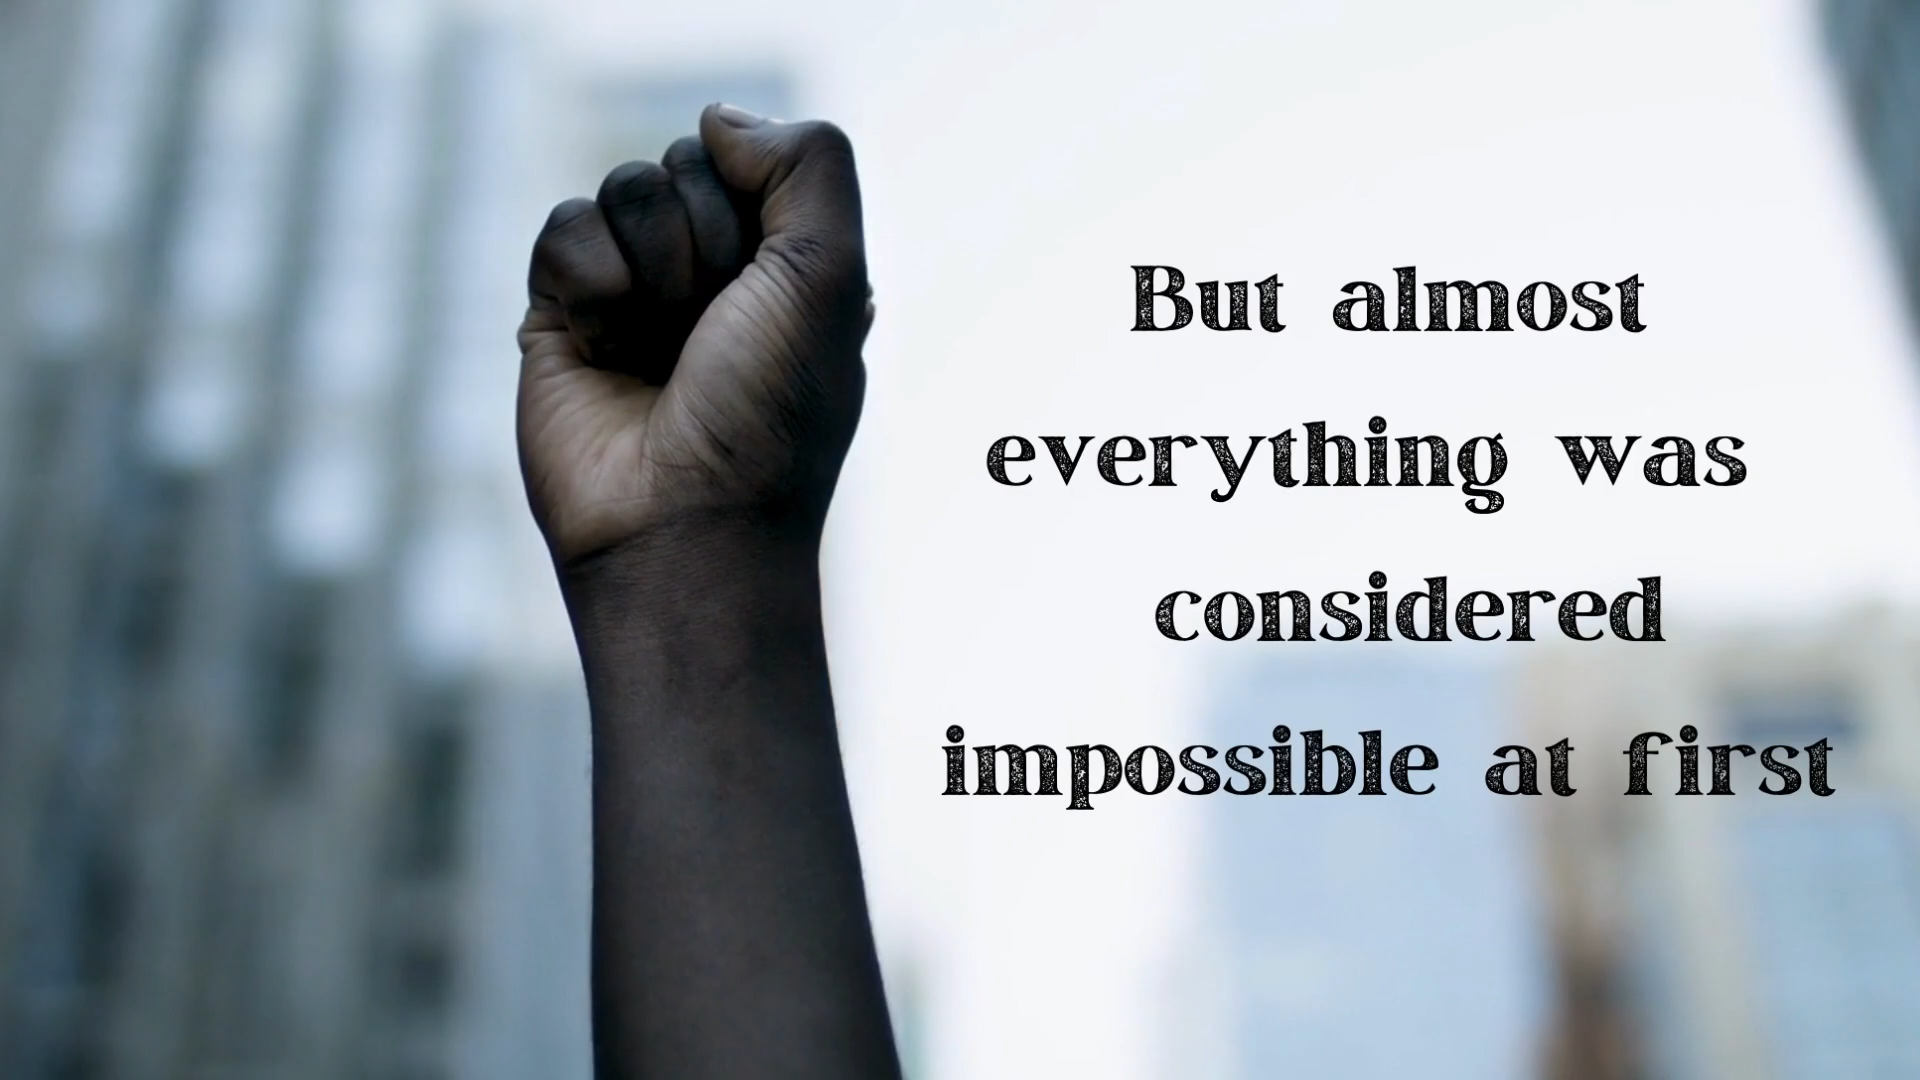 But almost
everything was
considered
impossible at first